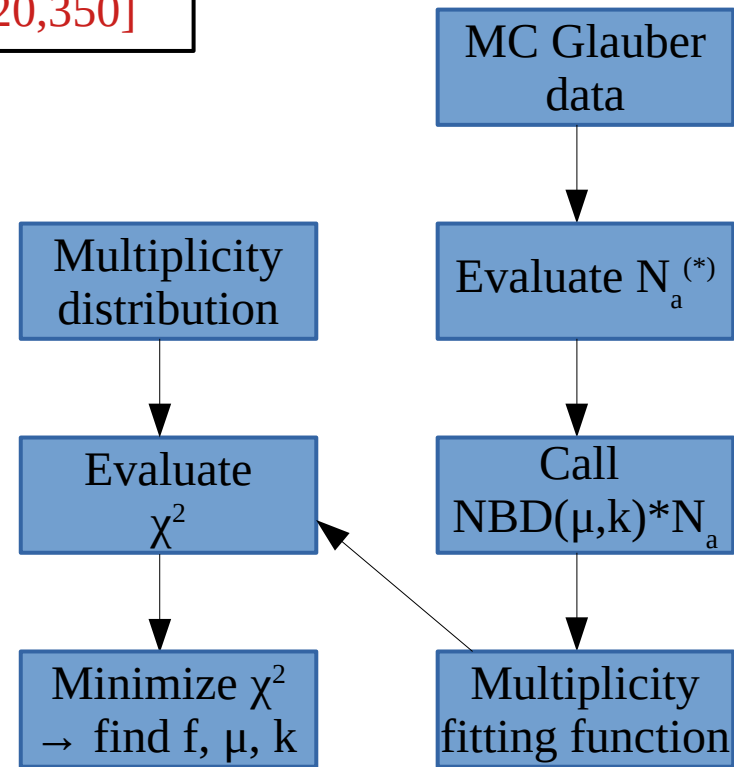 20,350]
MC Glauber
data
Multiplicity
distribution
Evaluate Nₐ⁽*⁾
Evaluate
χ²
Call
NBD(μ,k)*Nₐ
Minimize χ²
→ find f, μ, k
Multiplicity
fitting function